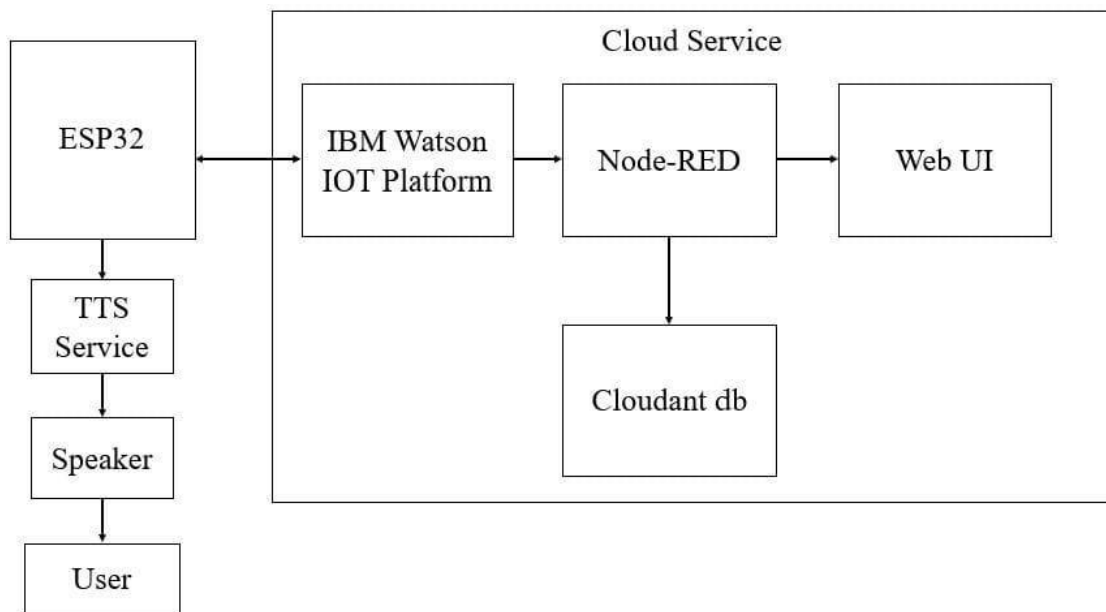 Cloud Service
ESP32
IBM Watson
IOT Platform
Node-RED
Web UI
TTS
Service
Cloudant db
Speaker
User